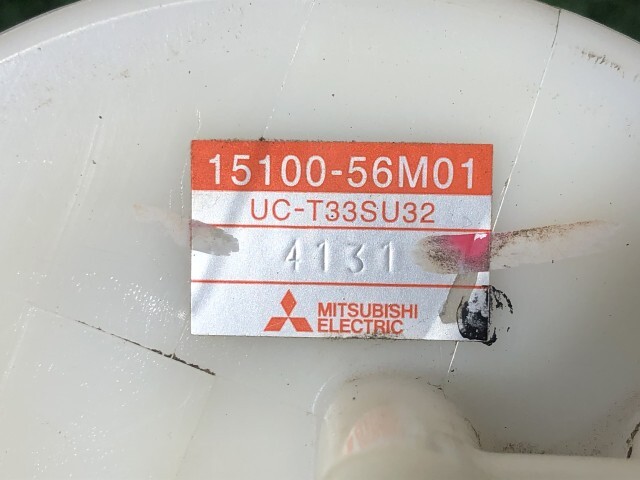 15100-56M01
UC-T33SU32
4131
MITSUBISHI
ELECTRIC